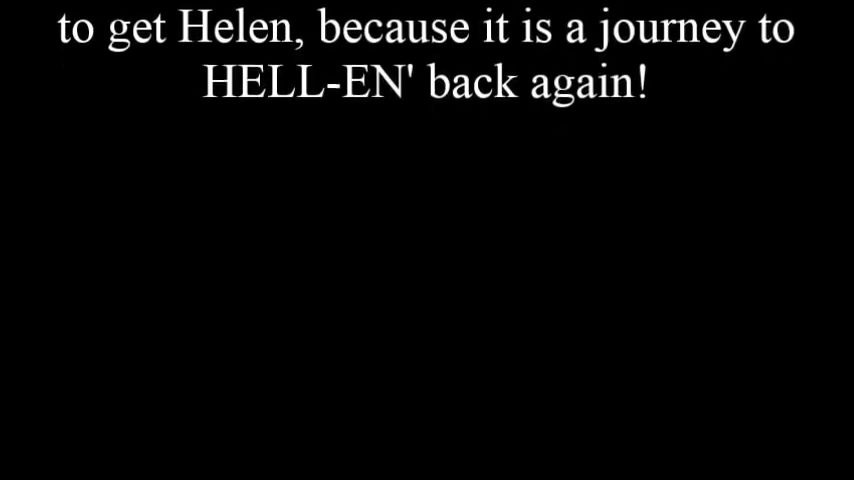 to get Helen, because it is a journey to
HELL-EN' back again!